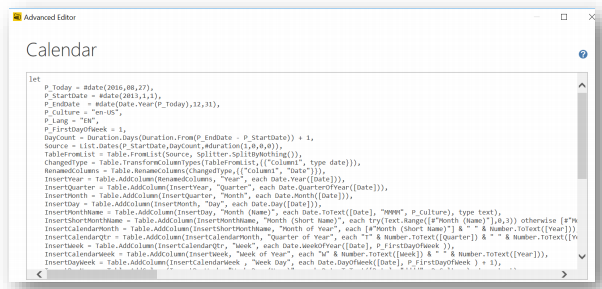 Advanced Editor
Calendar
let
P_Today = #date(2016,08,27),
P_StartDate = #date(2013,1,1),
P_EndDate = #date(Date.Year(P_Today),12,31),
P_Culture = "en-US",
P_Lang = "EN",
P_FirstDayOfWeek = 1,
DayCount = Duration.Days(Duration.From(P_EndDate - P_StartDate)) + 1,
Source = List.Dates(P_StartDate,DayCount,#duration(1,0,0,0)),
TableFromList = Table.FromList(Source, Splitter.SplitByNothing()),
ChangedType = Table.TransformColumnTypes(TableFromList,{{"Column1", type date}}),
RenamedColumns = Table.RenameColumns(ChangedType,{{"Column1", "Date"}}),
InsertYear = Table.AddColumn(RenamedColumns, "Year", each Date.Year([Date])),
InsertQuarter = Table.AddColumn(InsertYear, "Quarter", each Date.QuarterOfYear([Date])),
InsertMonth = Table.AddColumn(InsertQuarter, "Month", each Date.Month([Date])),
InsertDay = Table.AddColumn(InsertMonth, "Day", each Date.Day([Date])),
InsertMonthName = Table.AddColumn(InsertDay, "Month (Name)", each Date.ToText([Date], "MMMM", P_Culture), type text),
InsertShortMonthName = Table.AddColumn(InsertMonthName, "Month (Short Name)", each try(Text.Range([#"Month (Name)"],0,3)) otherwise [#"M
InsertCalendarMonth = Table.AddColumn(InsertShortMonthName, "Month of Year", each [#"Month (Short Name)"] & " " & Number.ToText([Year]))
InsertCalendarQtr = Table.AddColumn(InsertCalendarMonth, "Quarter of Year", each "T" & Number.ToText([Quarter]) & " " & Number.ToText([Ye
InsertWeek = Table.AddColumn(InsertCalendarQtr, "Week", each Date.WeekOfYear([Date], P_FirstDayOfWeek )),
InsertCalendarWeek = Table.AddColumn(InsertWeek, "Week of Year", each "W" & Number.ToText([Week]) & " " & Number.ToText([Year])),
InsertDayWeek = Table.AddColumn(InsertCalendarWeek , "Week Day", each Date.DayOfWeek([Date], P_FirstDayOfWeek ) + 1),